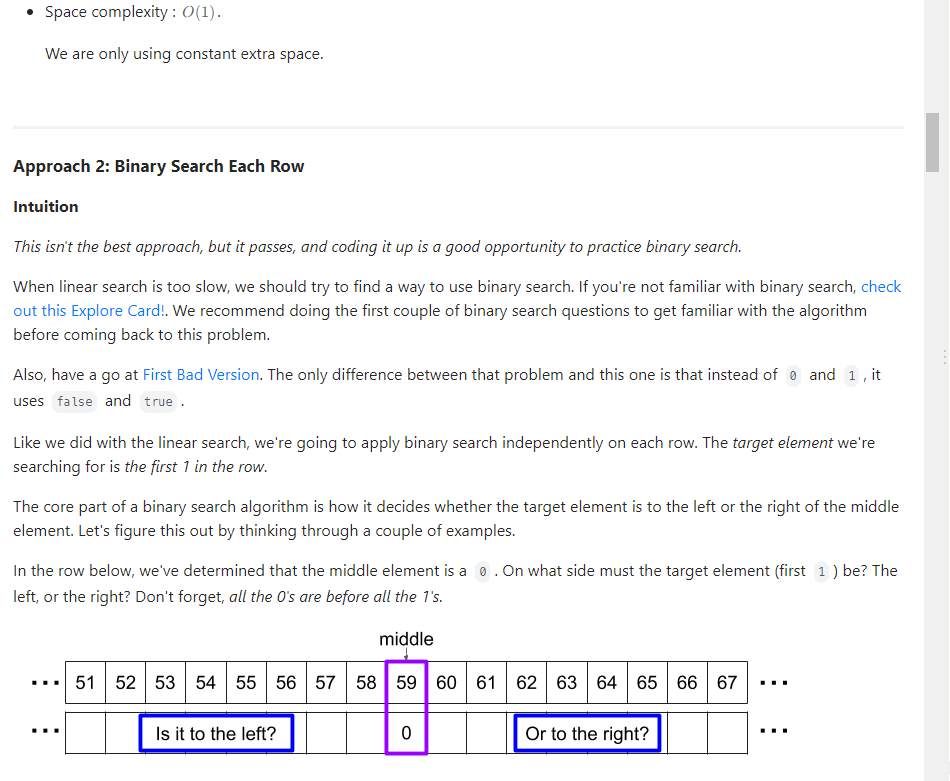 • Space complexity : O(1).
We are only using constant extra space.
Approach 2: Binary Search Each Row
Intuition
This isn't the best approach, but it passes, and coding it up is a good opportunity to practice binary search.
When linear search is too slow, we should try to find a way to use binary search. If you're not familiar with binary search, check
out this Explore Card!. We recommend doing the first couple of binary search questions to get familiar with the algorithm
before coming back to this problem.
Also, have a go at First Bad Version. The only difference between that problem and this one is that instead of 0 and 1 , it
uses false and true .
Like we did with the linear search, we're going to apply binary search independently on each row. The target element we're
searching for is the first 1 in the row.
The core part of a binary search algorithm is how it decides whether the target element is to the left or the right of the middle
element. Let's figure this out by thinking through a couple of examples.
In the row below, we've determined that the middle element is a 0 . On what side must the target element (first 1 ) be? The
left, or the right? Don't forget, all the 0's are before all the 1's.
middle
... 51 52 53 54 55 56 57 58 59 60 61 62 63 64 65 66 67 ...
... Is it to the left? 0 Or to the right? ...